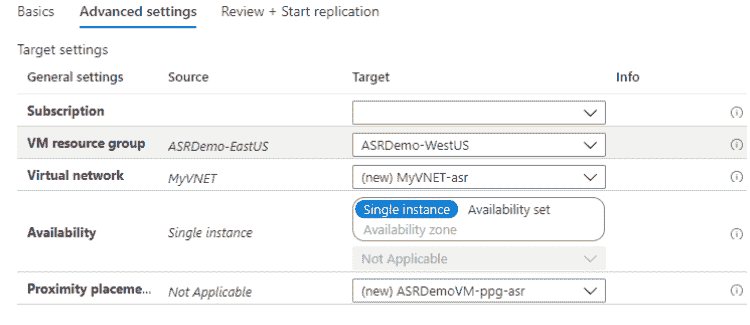 Basics Advanced settings Review + Start replication
Target settings
General settings Source Target Info
Subscription
VM resource group ASRDemo-EastUS ASRDemo-WestUS
Virtual network MyVNET (new) MyVNET-asr
Single instance Availability set
Availability Single instance Availability zone
Not Applicable
Proximity placeme... Not Applicable (new) ASRDemoVM-ppg-asr